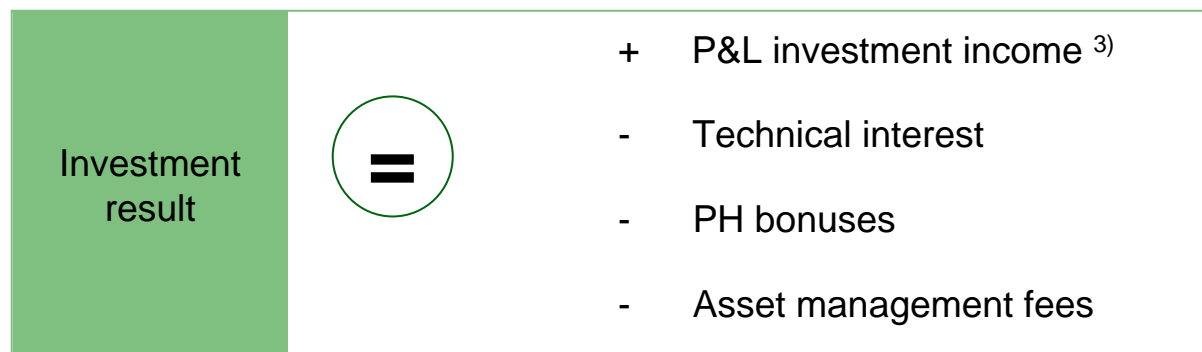 Investment
result
=
+ P&L investment income ³⁾
- Technical interest
- PH bonuses
- Asset management fees